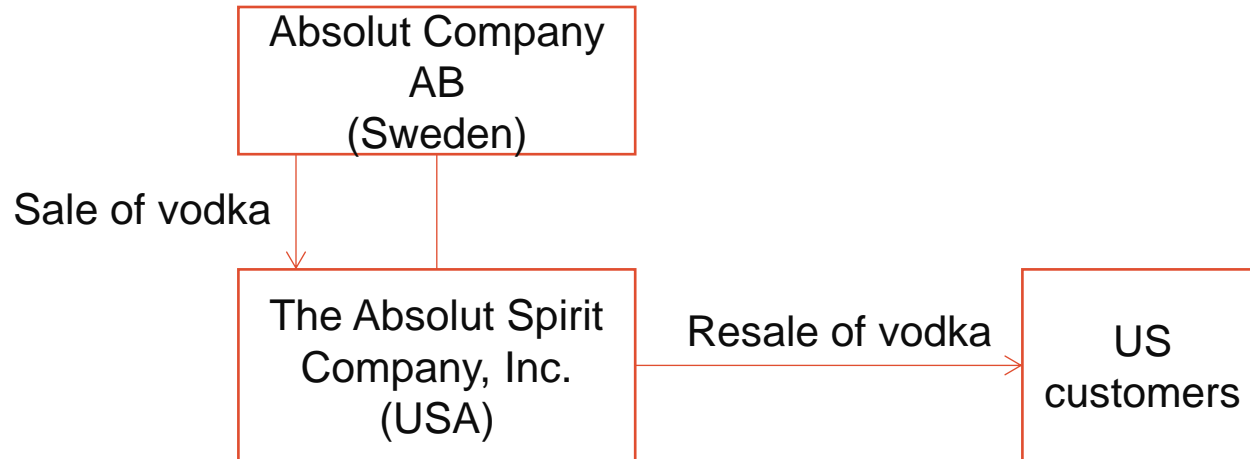 Absolut Company
AB
(Sweden)
Sale of vodka
The Absolut Spirit
Company, Inc.
(USA)
Resale of vodka
US
customers